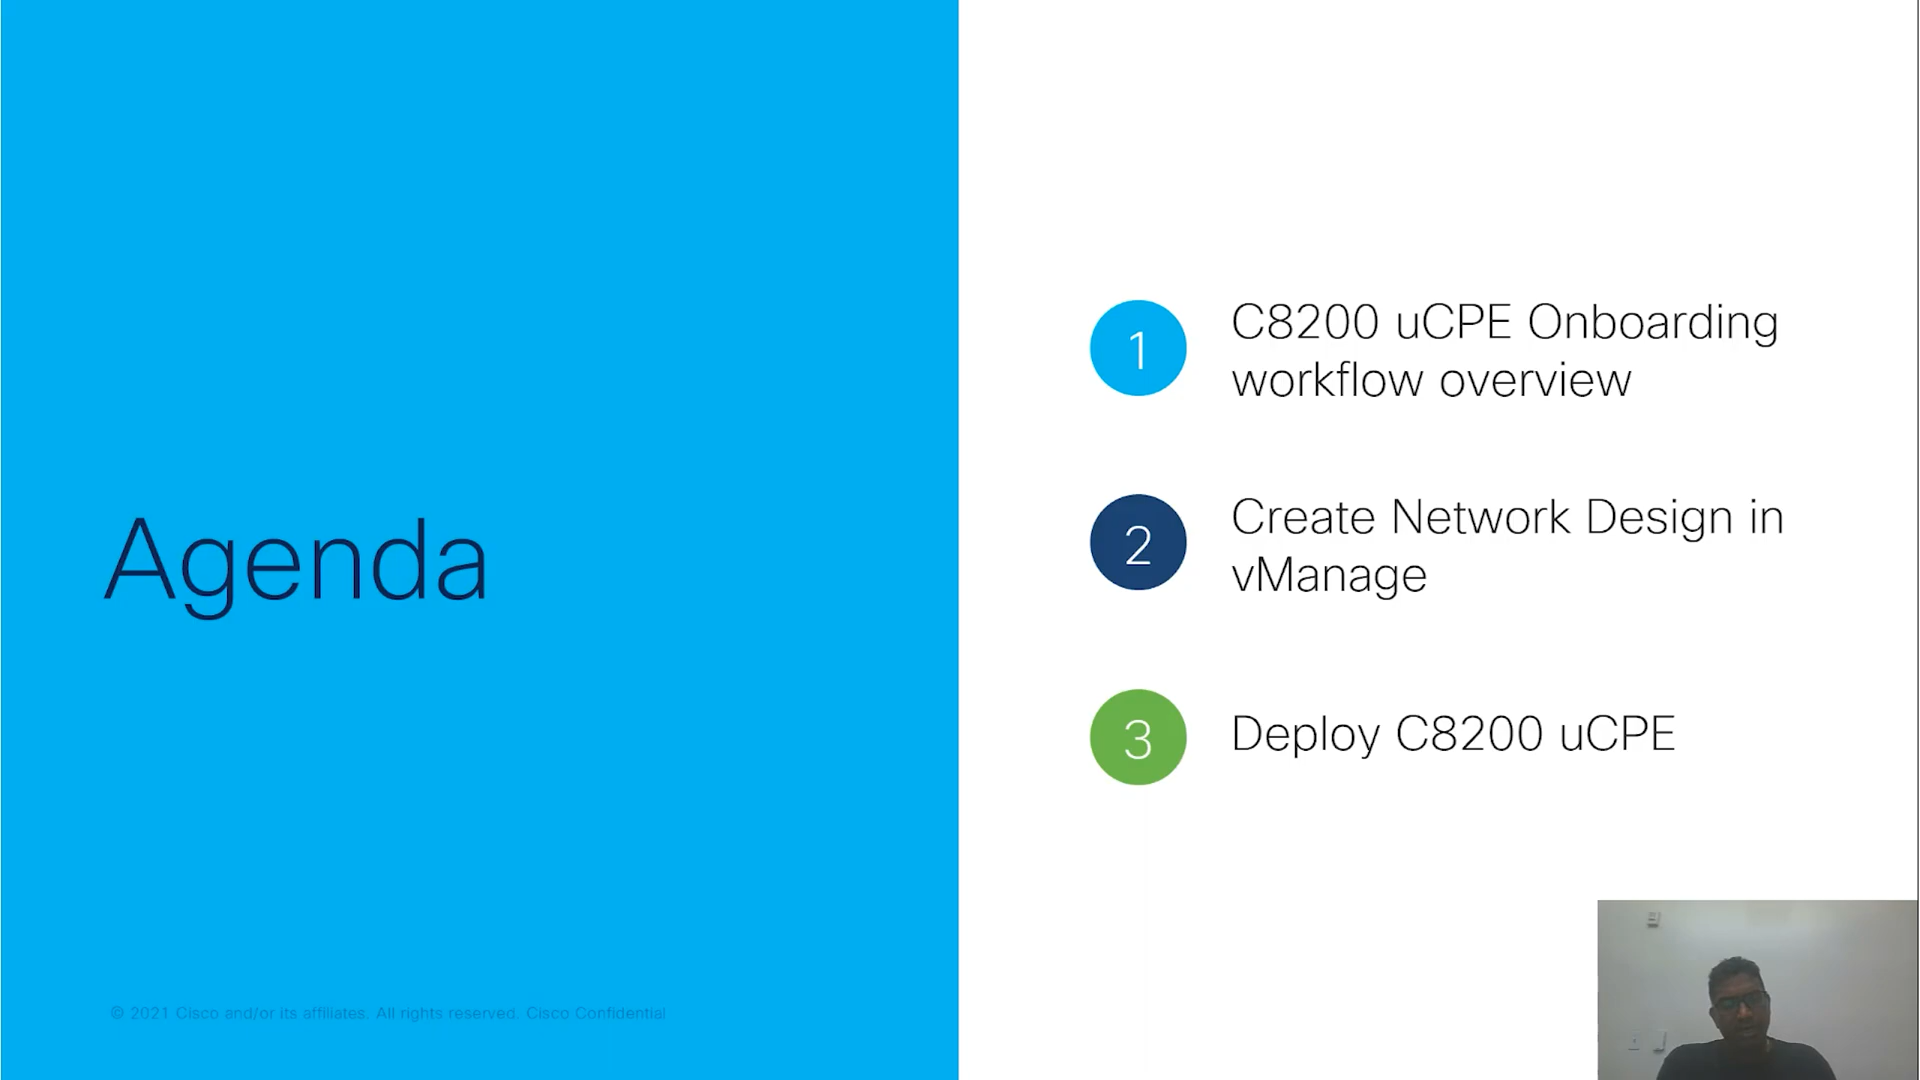 Agenda
1
C8200 uCPE Onboarding
workflow overview
2
Create Network Design in
vManage
3
Deploy C8200 uCPE
© 2021 Cisco and/or its affiliates. All rights reserved. Cisco Confidential